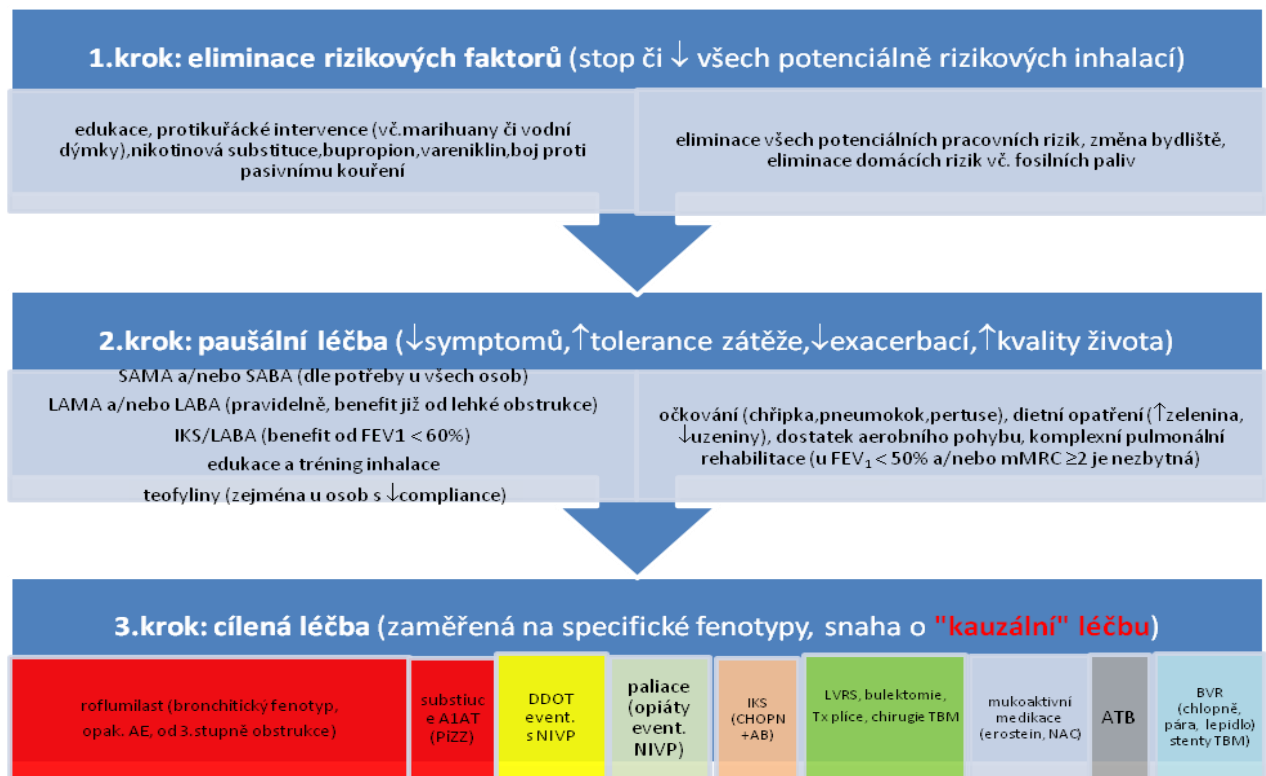 1.krok: eliminace rizikových faktorů (stop či ↓ všech potenciálně rizikových inhalací)
edukace, protikuřácké intervence (vč.marihuany či vodní
dýmky),nikotinová substituce,bupropion,vareniklin,boj proti
pasivnímu kouření
eliminace všech potenciálních pracovních rizik, změna bydliště,
eliminace domácích rizik vč. fosilních paliv
2.krok: paušální léčba (↓symptomů,↑tolerance zátěže,↓exacerbací,↑kvality života)
SAMA a/nebo SABA (dle potřeby u všech osob)
LAMA a/nebo LABA (pravidelně, benefit již od lehké obstrukce)
IKS/LABA (benefit od FEV1 < 60%)
edukace a tréning inhalace
teofyliny (zejména u osob s ↓compliance)
očkování (chřipka,pneumokok,pertuse), dietní opatření (↑zelenina,
↓uzeniny), dostatek aerobního pohybu, komplexní pulmonální
rehabilitace (u FEV₁ < 50% a/nebo mMRC ≥2 je nezbytná)
3.krok: cílená léčba (zaměřená na specifické fenotypy, snaha o "kauzální" léčbu)
roflumilast (bronchitický fenotyp,
opak. AE, od 3.stupně obstrukce)
substiuc
e A1AT
(PiZZ)
DDOT
event.
s NIVP
paliace
(opiáty
event.
NIVP)
IKS
(CHOPN
+AB)
LVRS, bulektomie,
Tx plíce, chirugie TBM
mukoaktivní
medikace
(erostein, NAC)
ATB
BVR
(chlopně,
pára, lepidlo
stenty TBM)